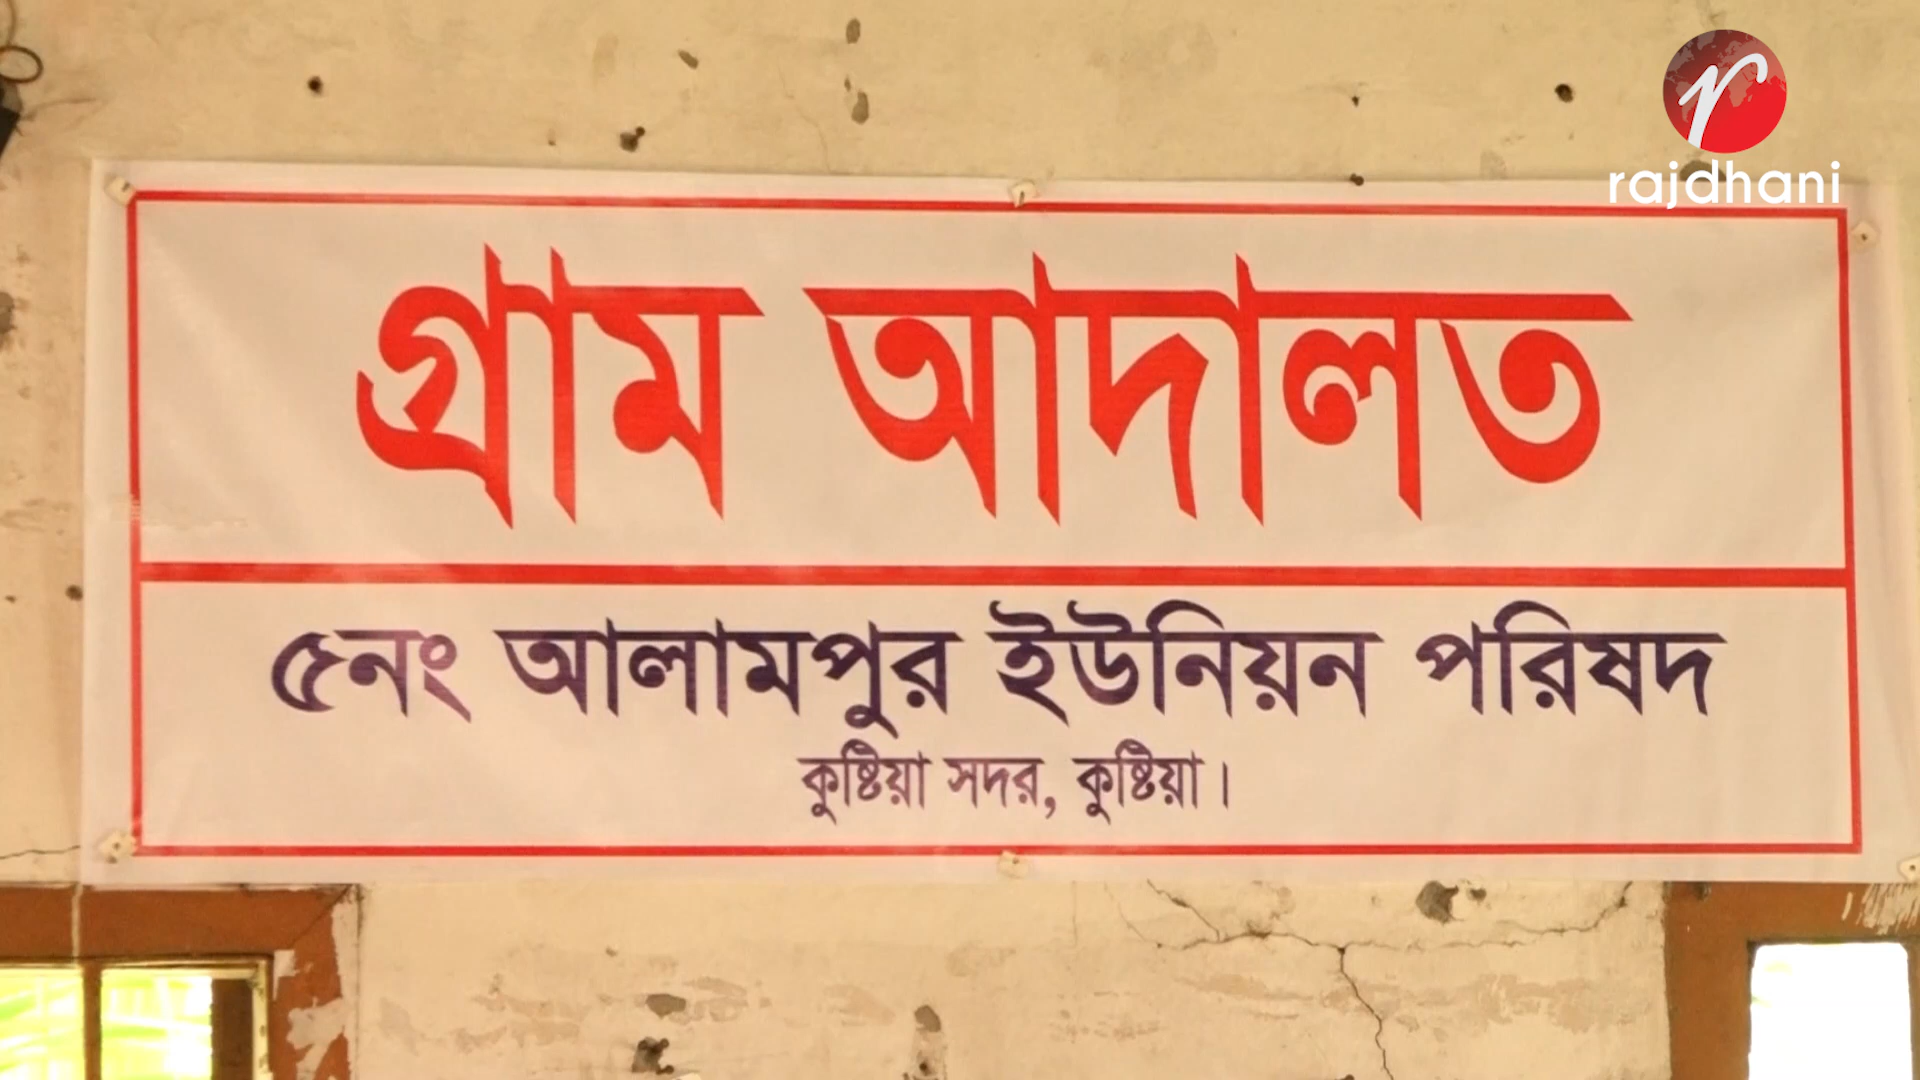 rajdhani
গ্রাম আদালত
৫নং আলামপুর ইউনিয়ন পরিষদ
কুষ্টিয়া সদর, কুষ্টিয়া।